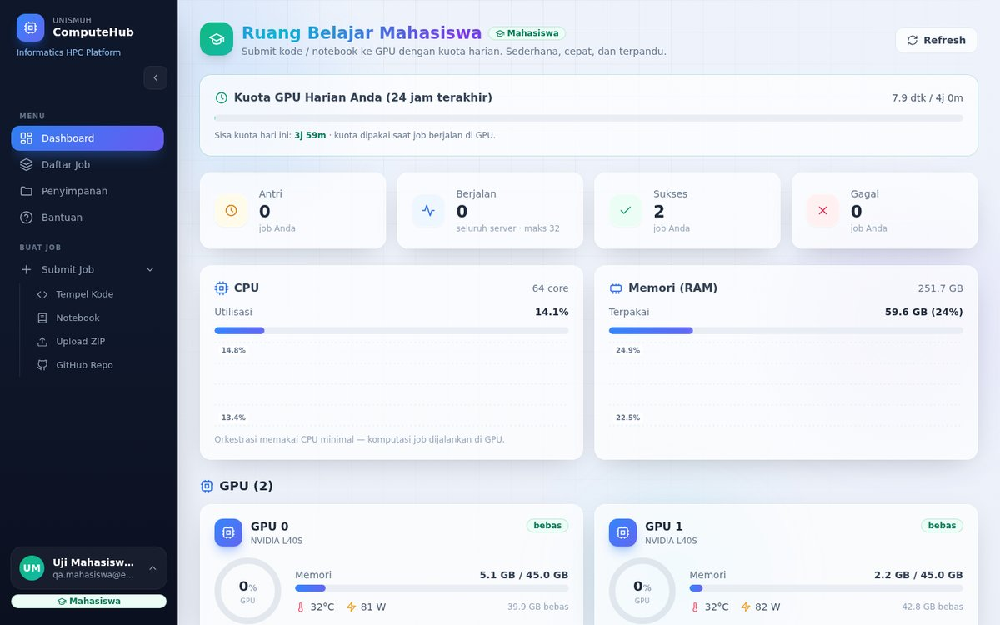 UNISMUH
ComputeHub
Informatics HPC Platform
MENU
Dashboard
Daftar Job
Penyimpanan
Bantuan
BUAT JOB
Submit Job
Tempel Kode
Notebook
Upload ZIP
GitHub Repo
UM
Uji Mahasisw...
qa.mahasiswa@e...
Mahasiswa
Ruang Belajar Mahasiswa
Mahasiswa
Submit kode / notebook ke GPU dengan kuota harian. Sederhana, cepat, dan terpandu.
Refresh
Kuota GPU Harian Anda (24 jam terakhir)
7.9 dtk / 4j 0m
Sisa kuota hari ini: 3j 59m · kuota dipakai saat job berjalan di GPU.
Antri
0
job Anda
Berjalan
0
seluruh server · maks 32
Sukses
2
job Anda
Gagal
0
job Anda
CPU
64 core
Utilisasi
14.1%
14.8%
13.4%
Orkestrasi memakai CPU minimal — komputasi job dijalankan di GPU.
Memori (RAM)
251.7 GB
Terpakai
59.6 GB (24%)
24.9%
22.5%
GPU (2)
GPU 0
NVIDIA L40S
bebas
0%
GPU
Memori
5.1 GB / 45.0 GB
32°C
81 W
39.9 GB bebas
GPU 1
NVIDIA L40S
bebas
0%
GPU
Memori
2.2 GB / 45.0 GB
32°C
82 W
42.8 GB bebas